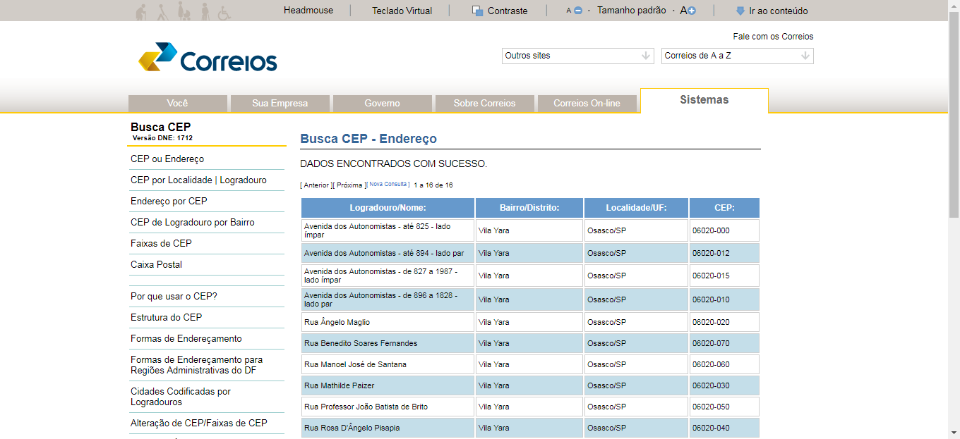 Headmouse | Teclado Virtual | Contraste | A - Tamanho padrão - A | Ir ao conteúdo
Fale com os Correios
Correios
Outros sites
Correios de A a Z
Você
Sua Empresa
Governo
Sobre Correios
Correios On-line
Sistemas
Busca CEP
Versão DNE: 1712
CEP ou Endereço
CEP por Localidade | Logradouro
Endereço por CEP
CEP de Logradouro por Bairro
Faixas de CEP
Caixa Postal
Por que usar o CEP?
Estrutura do CEP
Formas de Endereçamento
Formas de Endereçamento para
Regiões Administrativas do DF
Cidades Codificadas por
Logradouros
Alteração de CEP/Faixas de CEP
Busca CEP - Endereço
DADOS ENCONTRADOS COM SUCESSO.
[ Anterior ][ Próxima ][ Nova Consulta ] 1 a 16 de 16
Logradouro/Nome: Bairro/Distrito: Localidade/UF: CEP:
Avenida dos Autonomistas - até 825 - lado
ímpar Vila Yara Osasco/SP 06020-000
Avenida dos Autonomistas - até 894 - lado par Vila Yara Osasco/SP 06020-012
Avenida dos Autonomistas - de 827 a 1987 -
lado ímpar Vila Yara Osasco/SP 06020-015
Avenida dos Autonomistas - de 896 a 1828 -
lado par Vila Yara Osasco/SP 06020-010
Rua Ângelo Maglio Vila Yara Osasco/SP 06020-020
Rua Benedito Soares Fernandes Vila Yara Osasco/SP 06020-070
Rua Manoel José de Santana Vila Yara Osasco/SP 06020-060
Rua Mathilde Paizer Vila Yara Osasco/SP 06020-030
Rua Professor João Batista de Brito Vila Yara Osasco/SP 06020-050
Rua Rosa D'Ângelo Pisapia Vila Yara Osasco/SP 06020-040